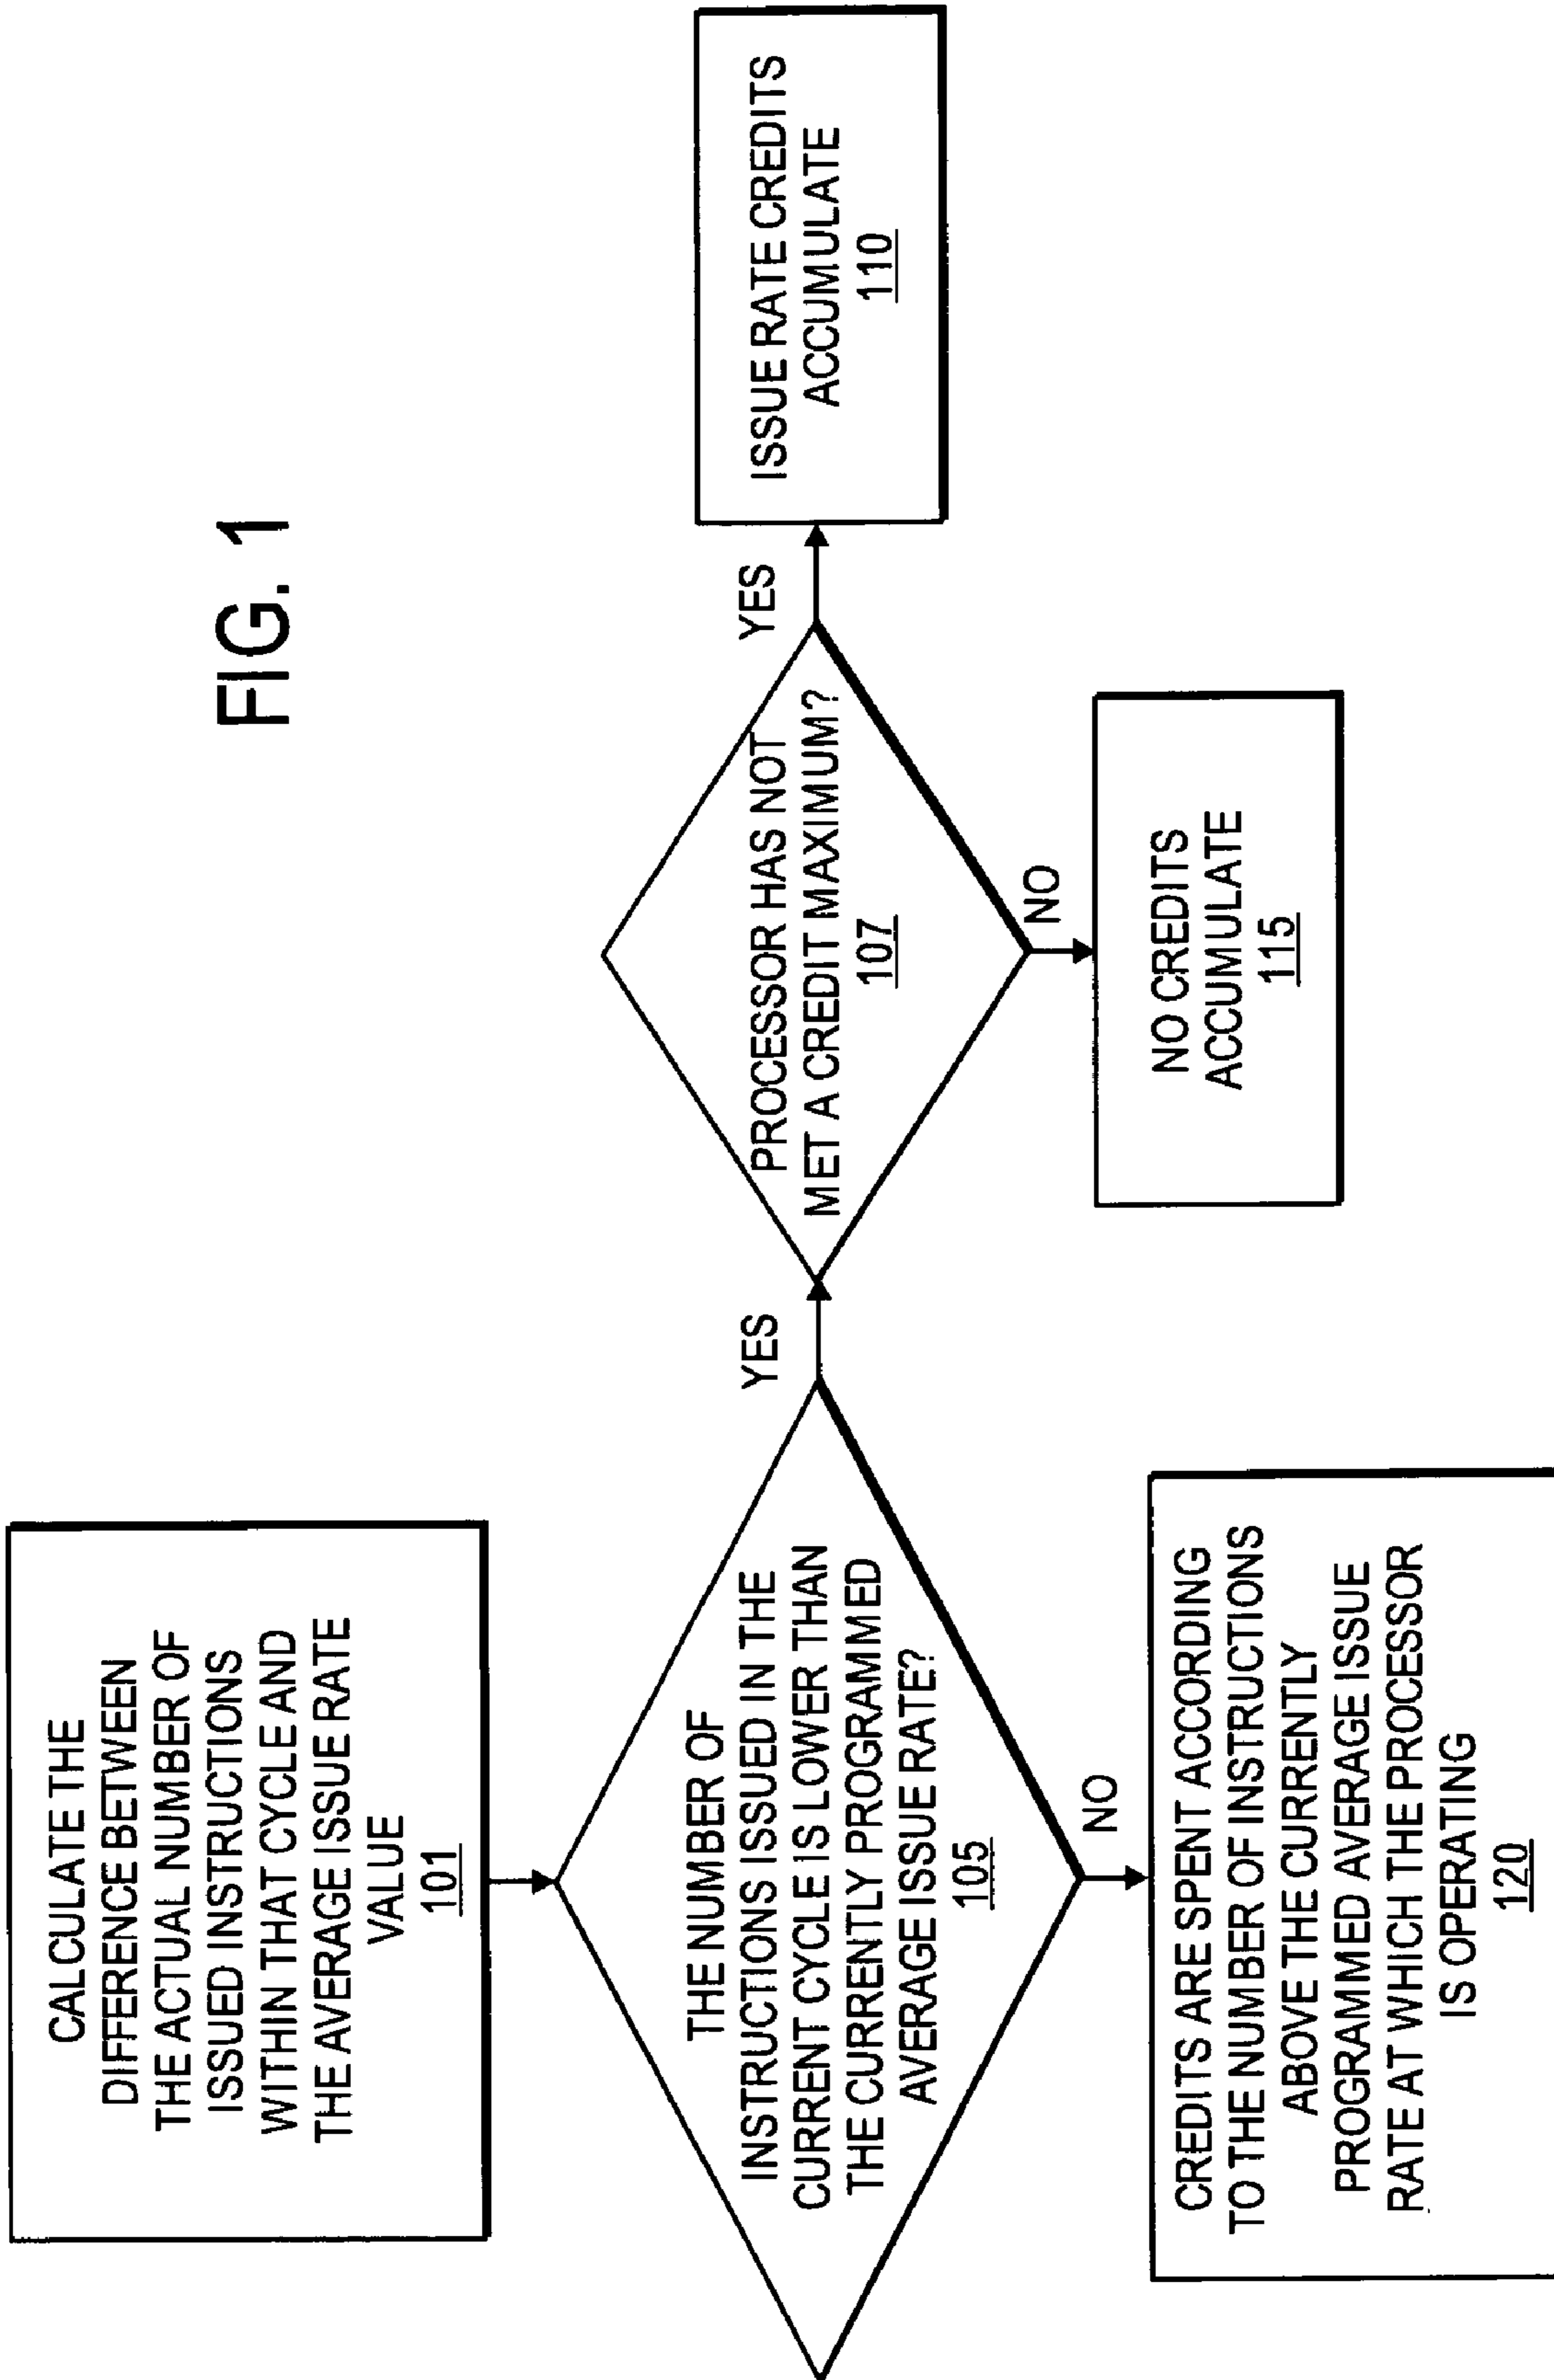 FIG. 1
CALCULATE THE
DIFFERENCE BETWEEN
THE ACTUAL NUMBER OF
ISSUED INSTRUCTIONS
WITHIN THAT CYCLE AND
THE AVERAGE ISSUE RATE
VALUE
101
THE NUMBER OF
INSTRUCTIONS ISSUED IN THE
CURRENT CYCLE IS LOWER THAN
THE CURRENTLY PROGRAMMED
AVERAGE ISSUE RATE?
105
YES
NO
PROCESSOR HAS NOT
MET A CREDIT MAXIMUM?
107
YES
NO
ISSUE RATE CREDITS
ACCUMULATE
110
NO CREDITS
ACCUMULATE
115
CREDITS ARE SPENT ACCORDING
TO THE NUMBER OF INSTRUCTIONS
ABOVE THE CURRENTLY
PROGRAMMED AVERAGE ISSUE
RATE AT WHICH THE PROCESSOR
IS OPERATING
120